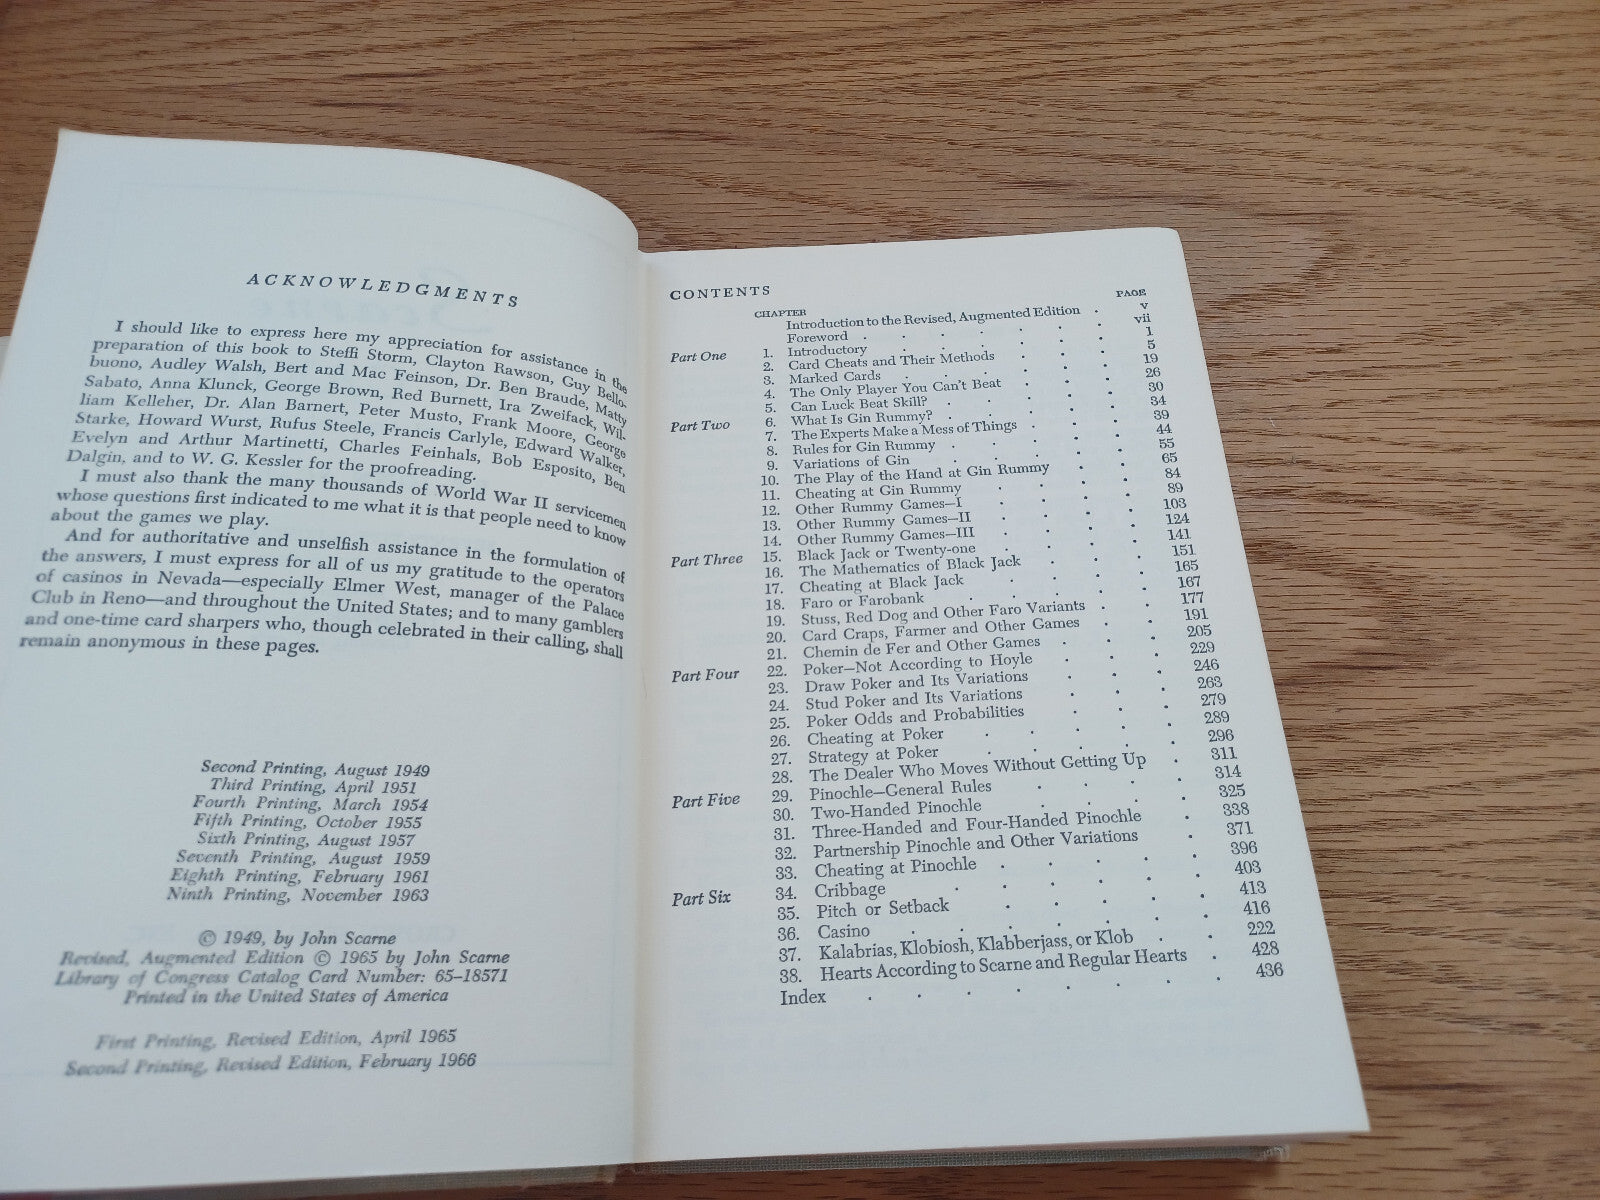 ACKNOWLEDGMENTS
I should like to express here my appreciation for assistance in the
preparation of this book to Steffi Storm, Clayton Rawson, Guy Bello-
buono, Audley Walsh, Bert and Mac Feinson, Dr. Ben Braude, Matty
Sabato, Anna Klunck, George Brown, Red Burnett, Ira Zweifack, Wil-
liam Kelleher, Dr. Alan Barnert, Peter Musto, Frank Moore, George
Starke, Howard Wurst, Rufus Steele, Francis Carlyle, Edward Walker,
Evelyn and Arthur Martinetti, Charles Feinhals, Bob Esposito, Ben
Dalgin, and to W. G. Kessler for the proofreading.
I must also thank the many thousands of World War II servicemen
whose questions first indicated to me what it is that people need to know
about the games we play.
And for authoritative and unselfish assistance in the formulation of
the answers, I must express for all of us my gratitude to the operators
of casinos in Nevada—especially Elmer West, manager of the Palace
Club in Reno—and throughout the United States; and to many gamblers
and one-time card sharpers who, though celebrated in their calling, shall
remain anonymous in these pages.
Second Printing, August 1949
Third Printing, April 1951
Fourth Printing, March 1954
Fifth Printing, October 1955
Sixth Printing, August 1957
Seventh Printing, August 1959
Eighth Printing, February 1961
Ninth Printing, November 1963
© 1949, by John Scarne
Revised, Augmented Edition © 1965 by John Scarne
Library of Congress Catalog Card Number: 65-18571
Printed in the United States of America
First Printing, Revised Edition, April 1965
Second Printing, Revised Edition, February 1966
CONTENTS
CHAPTER PAGE
Introduction to the Revised, Augmented Edition . v
Foreword . . . . . . vii
Part One 1. Introductory . . . . . 1
2. Card Cheats and Their Methods . . . 5
3. Marked Cards . . . . . 19
4. The Only Player You Can't Beat . . . 26
5. Can Luck Beat Skill? . . . . 30
Part Two 6. What Is Gin Rummy? . . . . 34
7. The Experts Make a Mess of Things . . . 39
8. Rules for Gin Rummy . . . . 44
9. Variations of Gin . . . . 55
10. The Play of the Hand at Gin Rummy . . 65
11. Cheating at Gin Rummy . . . . 84
12. Other Rummy Games—I . . . . 89
13. Other Rummy Games—II . . . . 103
14. Other Rummy Games—III . . . . 124
Part Three 15. Black Jack or Twenty-one . . . . 141
16. The Mathematics of Black Jack . . . 151
17. Cheating at Black Jack . . . . 165
18. Faro or Farobank . . . . . 167
19. Stuss, Red Dog and Other Faro Variants . . 177
20. Card Craps, Farmer and Other Games . . 191
21. Chemin de Fer and Other Games . . . 205
Part Four 22. Poker—Not According to Hoyle . . . 229
23. Draw Poker and Its Variations . . . 246
24. Stud Poker and Its Variations . . . 263
25. Poker Odds and Probabilities . . . 279
26. Cheating at Poker . . . . . 289
27. Strategy at Poker . . . . . 296
28. The Dealer Who Moves Without Getting Up . 311
Part Five 29. Pinochle—General Rules . . . . 314
30. Two-Handed Pinochle . . . . 325
31. Three-Handed and Four-Handed Pinochle . 338
32. Partnership Pinochle and Other Variations . 371
33. Cheating at Pinochle . . . . . 396
Part Six 34. Cribbage . . . . . . 403
35. Pitch or Setback . . . . . 413
36. Casino . . . . . . 416
37. Kalabrias, Klobiosh, Klabberjass, or Klob . . 222
38. Hearts According to Scarne and Regular Hearts . 428
Index . . . . . . . 436